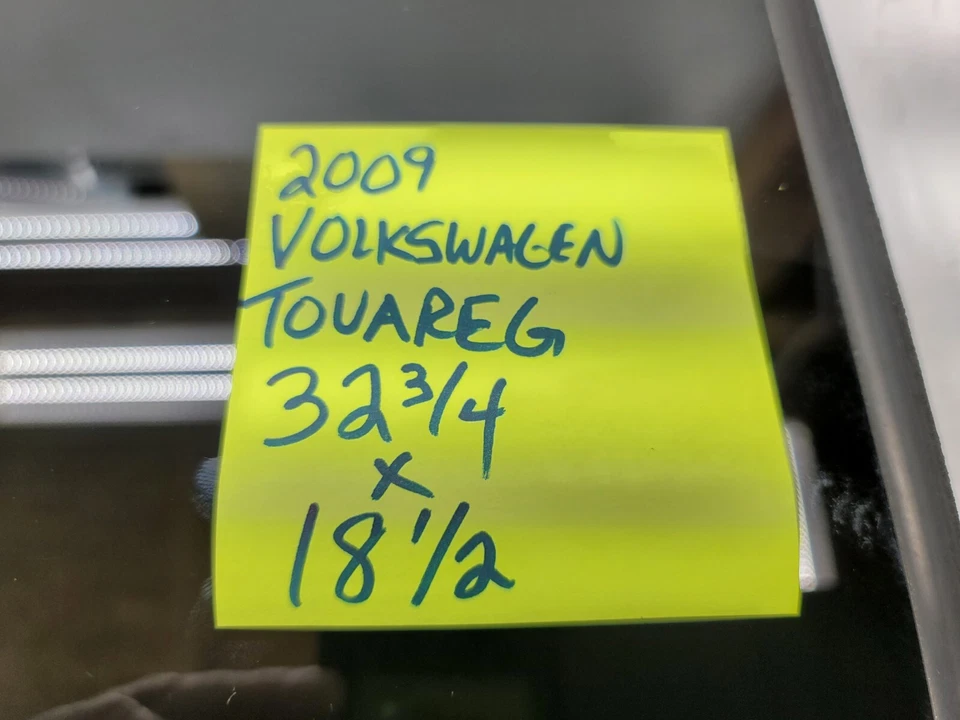 2009
VOLKSWAGEN
TOUAREG
32 3/4
x
18 1/2